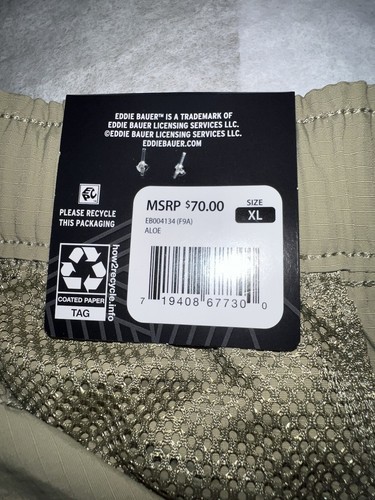 EDDIE BAUER™ IS A TRADEMARK OF
EDDIE BAUER LICENSING SERVICES LLC.
©EDDIE BAUER LICENSING SERVICES LLC.
EDDIEBAUER.COM
PLEASE RECYCLE
THIS PACKAGING
COATED PAPER
TAG
how2recycle.info
MSRP $70.00
SIZE
XL
EB004134 (F9A)
ALOE
7 19408 67730 0